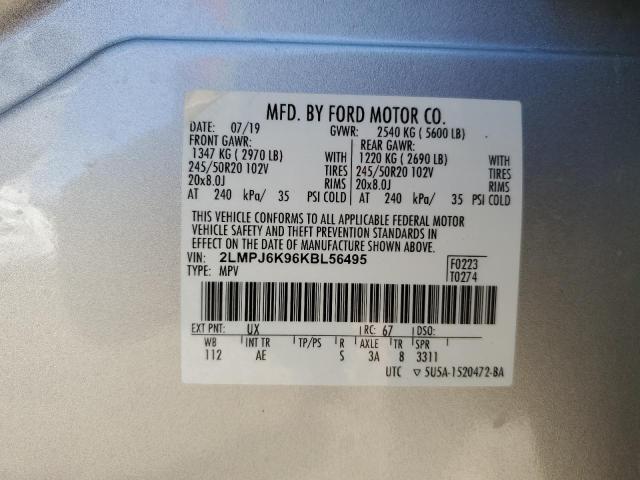 MFD. BY FORD MOTOR CO.
DATE: 07/19 GVWR: 2540 KG ( 5600 LB)
FRONT GAWR: REAR GAWR:
1347 KG ( 2970 LB) WITH 1220 KG ( 2690 LB) WITH
245/50R20 102V TIRES 245/50R20 102V TIRES
20x8.0J RIMS 20x8.0J RIMS
AT 240 kPa/ 35 PSI COLD AT 240 kPa/ 35 PSI COLD
THIS VEHICLE CONFORMS TO ALL APPLICABLE FEDERAL MOTOR
VEHICLE SAFETY AND THEFT PREVENTION STANDARDS IN
EFFECT ON THE DATE OF MANUFACTURE SHOWN ABOVE.
VIN: 2LMPJ6K96KBL56495 F0223
TYPE: MPV T0274
EXT PNT: UX RC: 67 DSO:
WB INT TR TP/PS R AXLE TR SPR
112 AE S 3A 8 3311
UTC ▽ 5U5A-1520472-BA